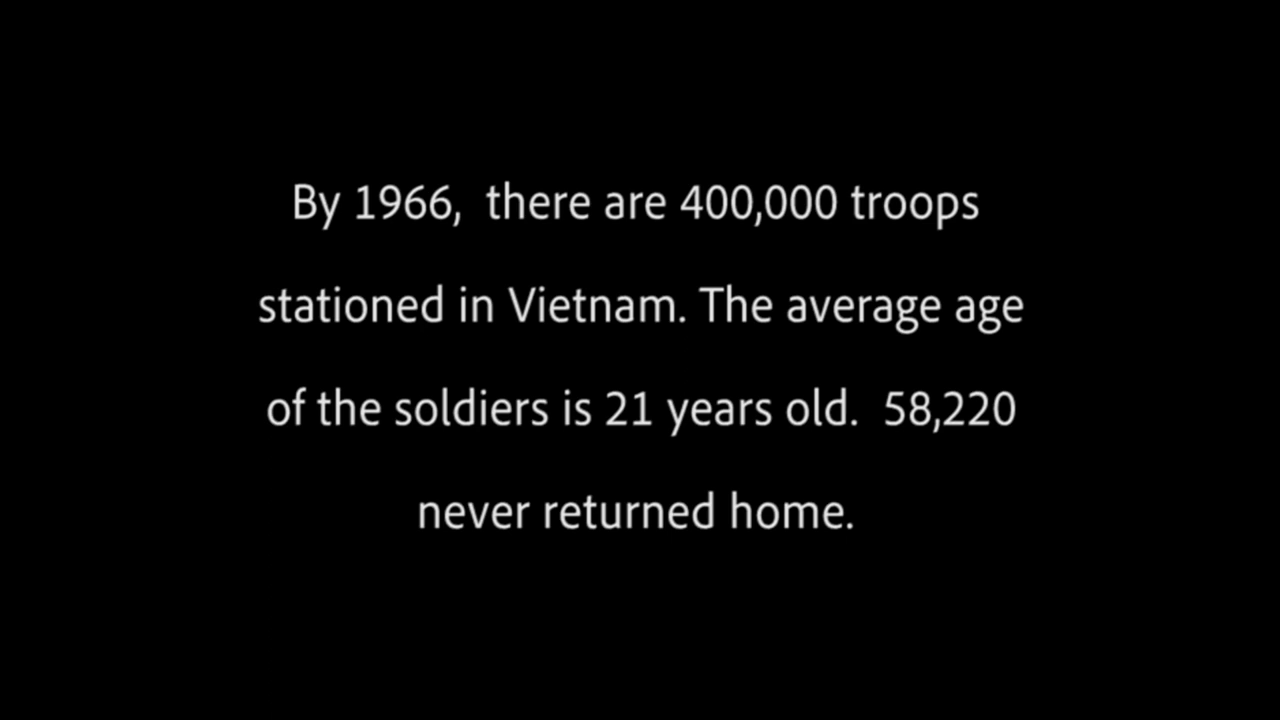 By 1966,  there are 400,000 troops
stationed in Vietnam. The average age
of the soldiers is 21 years old.  58,220
never returned home.